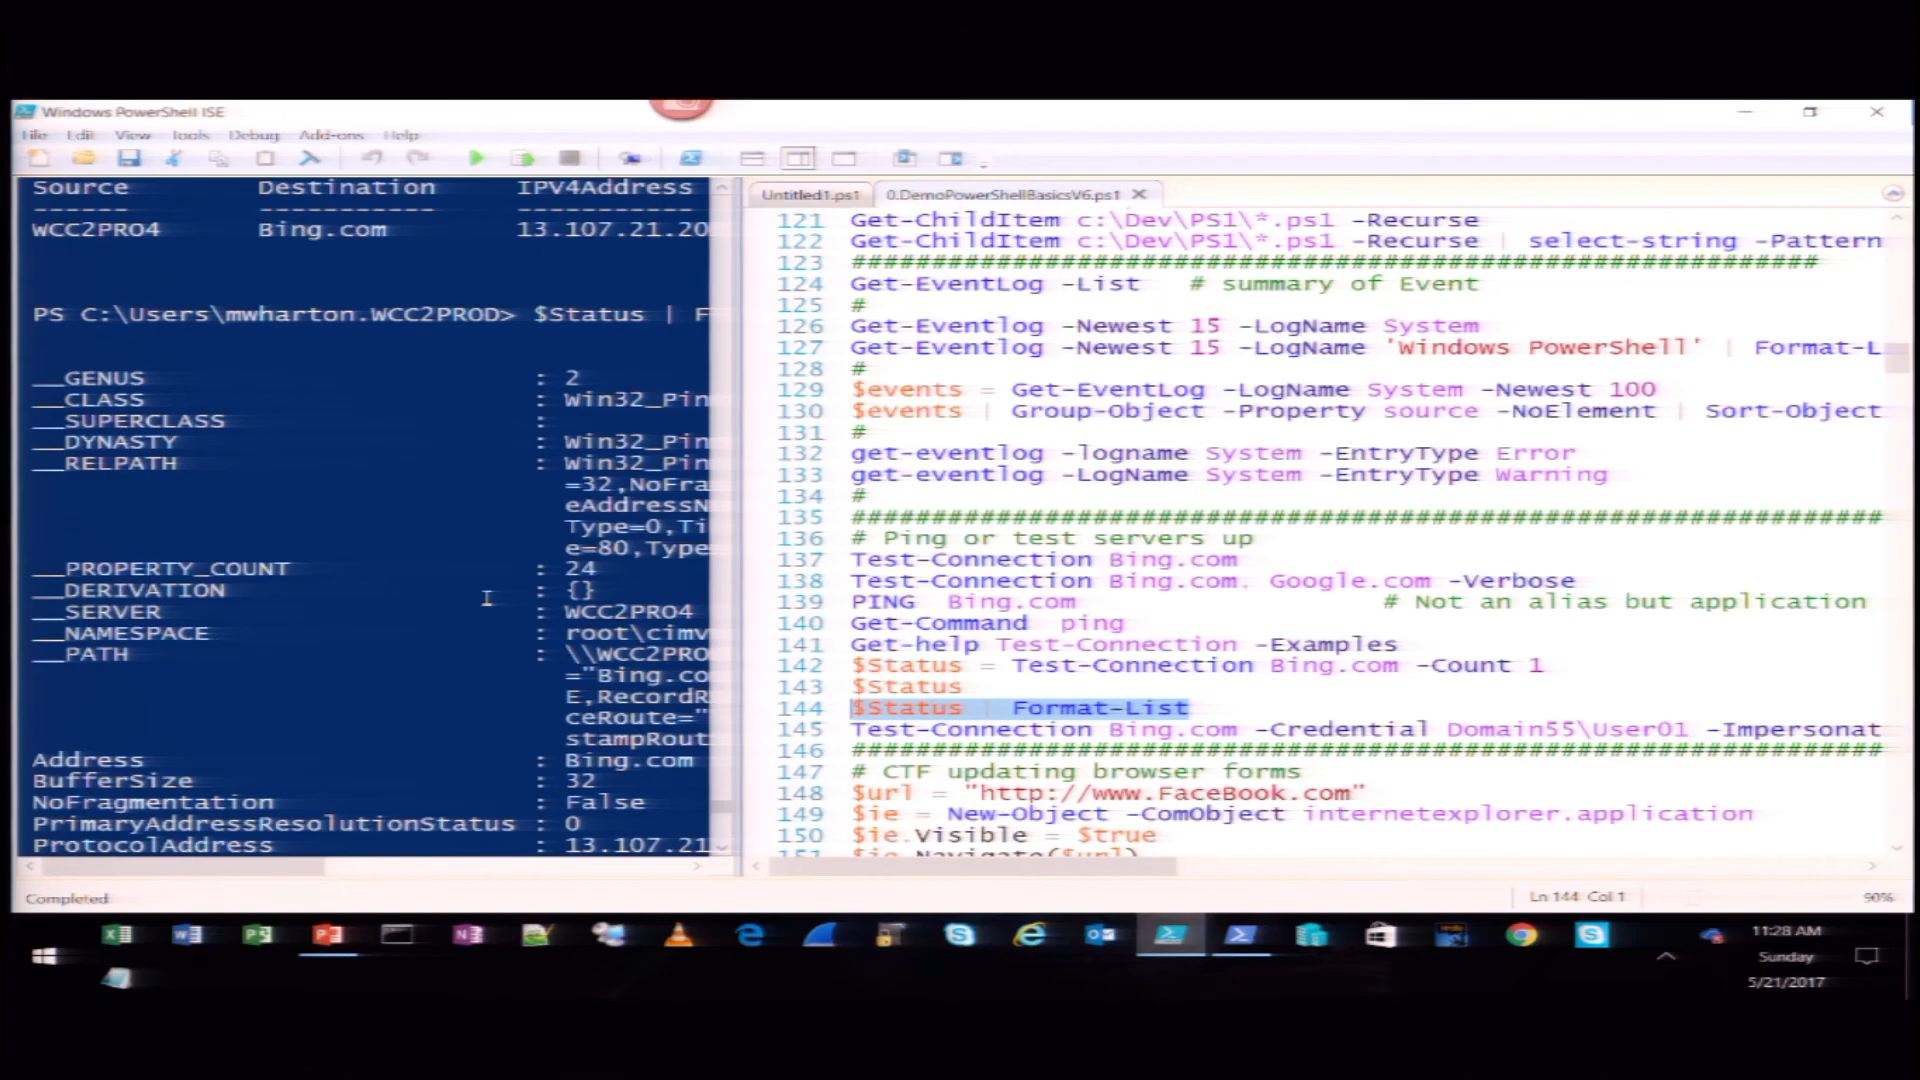 Windows PowerShell ISE
File Edit View Tools Debug Add-ons Help
Source Destination IPV4Address
------ ----------- -----------
WCC2PRO4 Bing.com 13.107.21.20
PS C:\Users\mwharton.WCC2PROD> $Status | F
__GENUS : 2
__CLASS : Win32_Pin
__SUPERCLASS :
__DYNASTY : Win32_Pin
__RELPATH : Win32_Pin
=32,NoFra
eAddressN
Type=0,Ti
e=80,Type
__PROPERTY_COUNT : 24
__DERIVATION : {}
__SERVER : WCC2PRO4
__NAMESPACE : root\cimv
__PATH : \\WCC2PRO
="Bing.co
E,RecordR
ceRoute="
stampRout
Address : Bing.com
BufferSize : 32
NoFragmentation : False
PrimaryAddressResolutionStatus : 0
ProtocolAddress : 13.107.21
Completed
Untitled1.ps1 0.DemoPowerShellBasicsV6.ps1
121 Get-ChildItem c:\Dev\PS1\*.ps1 -Recurse
122 Get-ChildItem c:\Dev\PS1\*.ps1 -Recurse | select-string -Pattern
123 ############################################################
124 Get-EventLog -List # summary of Event
125 #
126 Get-Eventlog -Newest 15 -LogName System
127 Get-Eventlog -Newest 15 -LogName 'Windows PowerShell' | Format-L
128 #
129 $events = Get-EventLog -LogName System -Newest 100
130 $events | Group-Object -Property source -NoElement | Sort-Object
131 #
132 get-eventlog -logname System -EntryType Error
133 get-eventlog -LogName System -EntryType Warning
134 #
135 ################################################################
136 # Ping or test servers up
137 Test-Connection Bing.com
138 Test-Connection Bing.com, Google.com -Verbose
139 PING Bing.com # Not an alias but application
140 Get-Command ping
141 Get-help Test-Connection -Examples
142 $Status = Test-Connection Bing.com -Count 1
143 $Status
144 $Status | Format-List
145 Test-Connection Bing.com -Credential Domain55\User01 -Impersonat
146 ################################################################
147 # CTF updating browser forms
148 $url = "http://www.FaceBook.com"
149 $ie = New-Object -ComObject internetexplorer.application
150 $ie.Visible = $true
151 $ie.Navigate($url)
Ln 144 Col 1 90%
11:28 AM
Sunday
5/21/2017